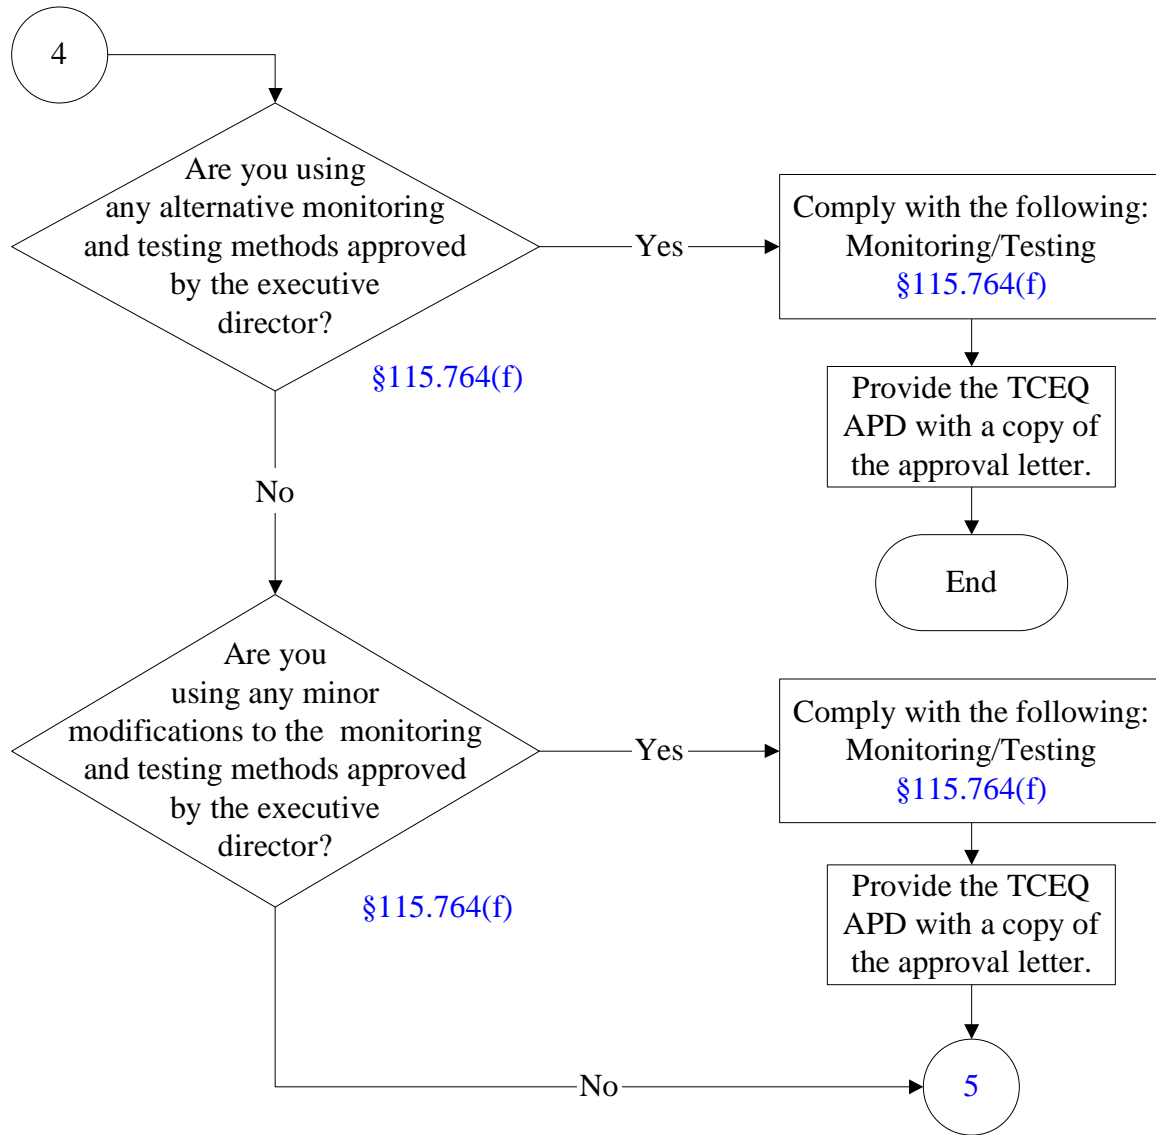 4
Are you using
any alternative monitoring
and testing methods approved
by the executive
director?
§115.764(f)
Yes
Comply with the following:
Monitoring/Testing
§115.764(f)
Provide the TCEQ
APD with a copy of
the approval letter.
End
No
Are you
using any minor
modifications to the  monitoring
and testing methods approved
by the executive
director?
§115.764(f)
Yes
Comply with the following:
Monitoring/Testing
§115.764(f)
Provide the TCEQ
APD with a copy of
the approval letter.
No
5